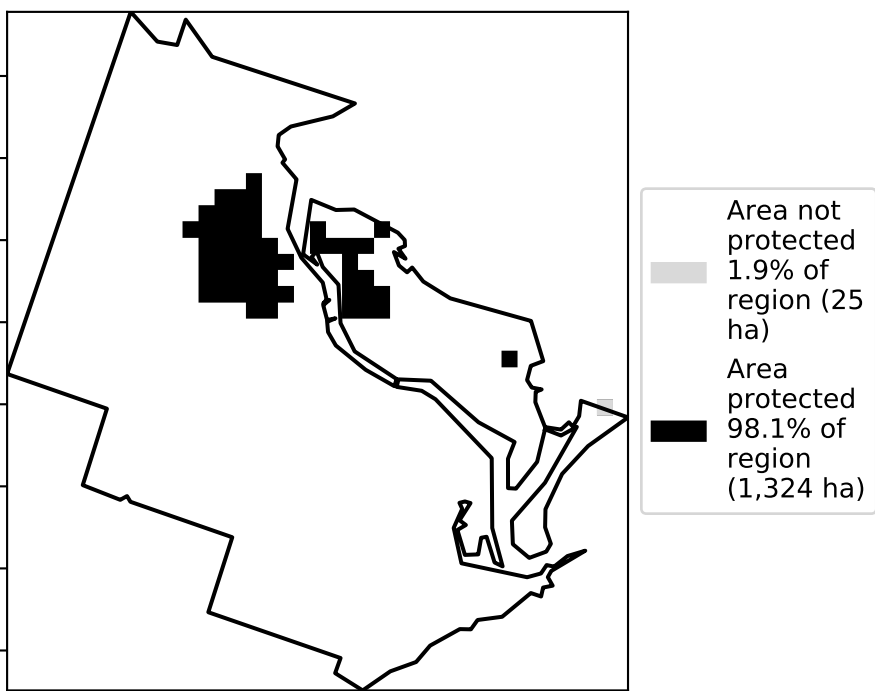 Area not
protected
1.9% of
region (25
ha)
Area
protected
98.1% of
region
(1,324 ha)